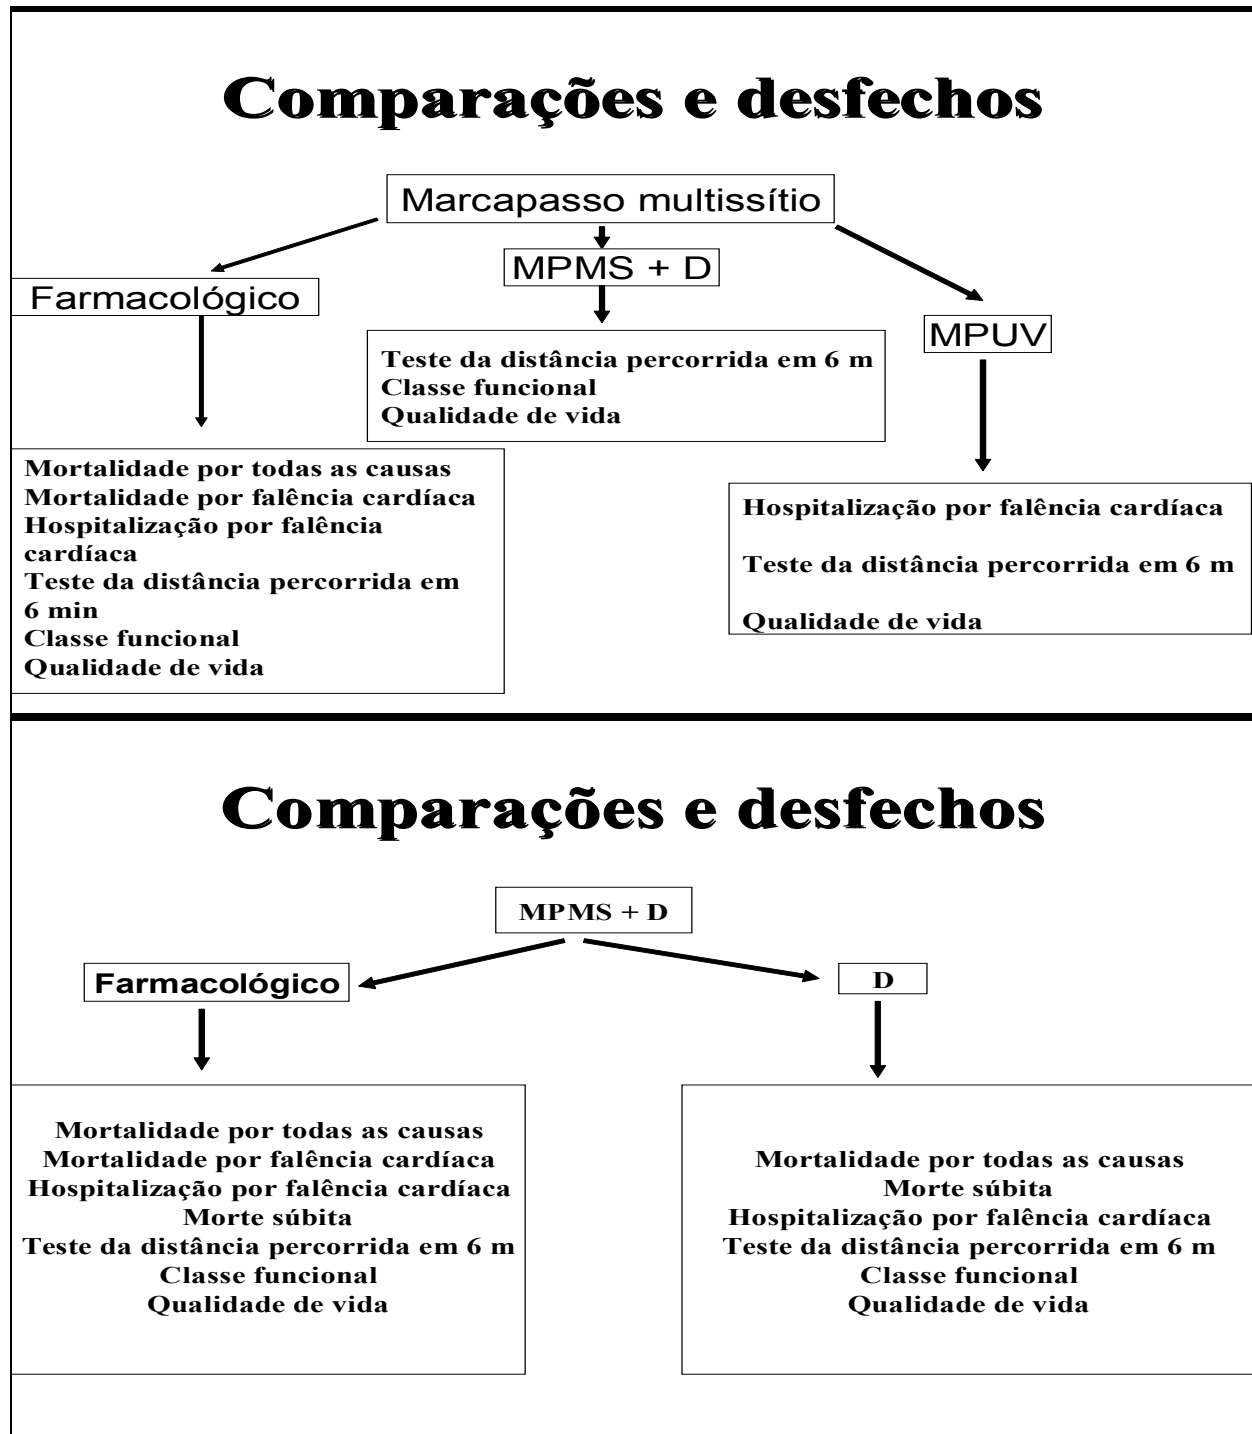 Comparações e desfechos
Marcapasso multissítio
MPMS + D
Farmacológico
MPUV
Teste da distância percorrida em 6 m
Classe funcional
Qualidade de vida
Mortalidade por todas as causas
Mortalidade por falência cardíaca
Hospitalização por falência
cardíaca
Teste da distância percorrida em
6 min
Classe funcional
Qualidade de vida
Hospitalização por falência cardíaca
Teste da distância percorrida em 6 m
Qualidade de vida
Comparações e desfechos
MPMS + D
Farmacológico
D
Mortalidade por todas as causas
Mortalidade por falência cardíaca
Hospitalização por falência cardíaca
Morte súbita
Teste da distância percorrida em 6 m
Classe funcional
Qualidade de vida
Mortalidade por todas as causas
Morte súbita
Hospitalização por falência cardíaca
Teste da distância percorrida em 6 m
Classe funcional
Qualidade de vida